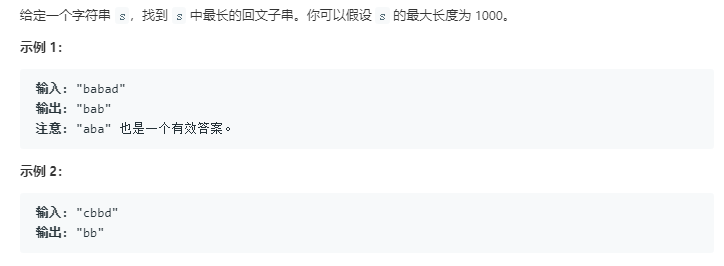 给定一个字符串 s，找到 s 中最长的回文子串。你可以假设 s 的最大长度为 1000。
示例 1：
输入: "babad"
输出: "bab"
注意: "aba" 也是一个有效答案。
示例 2：
输入: "cbbd"
输出: "bb"